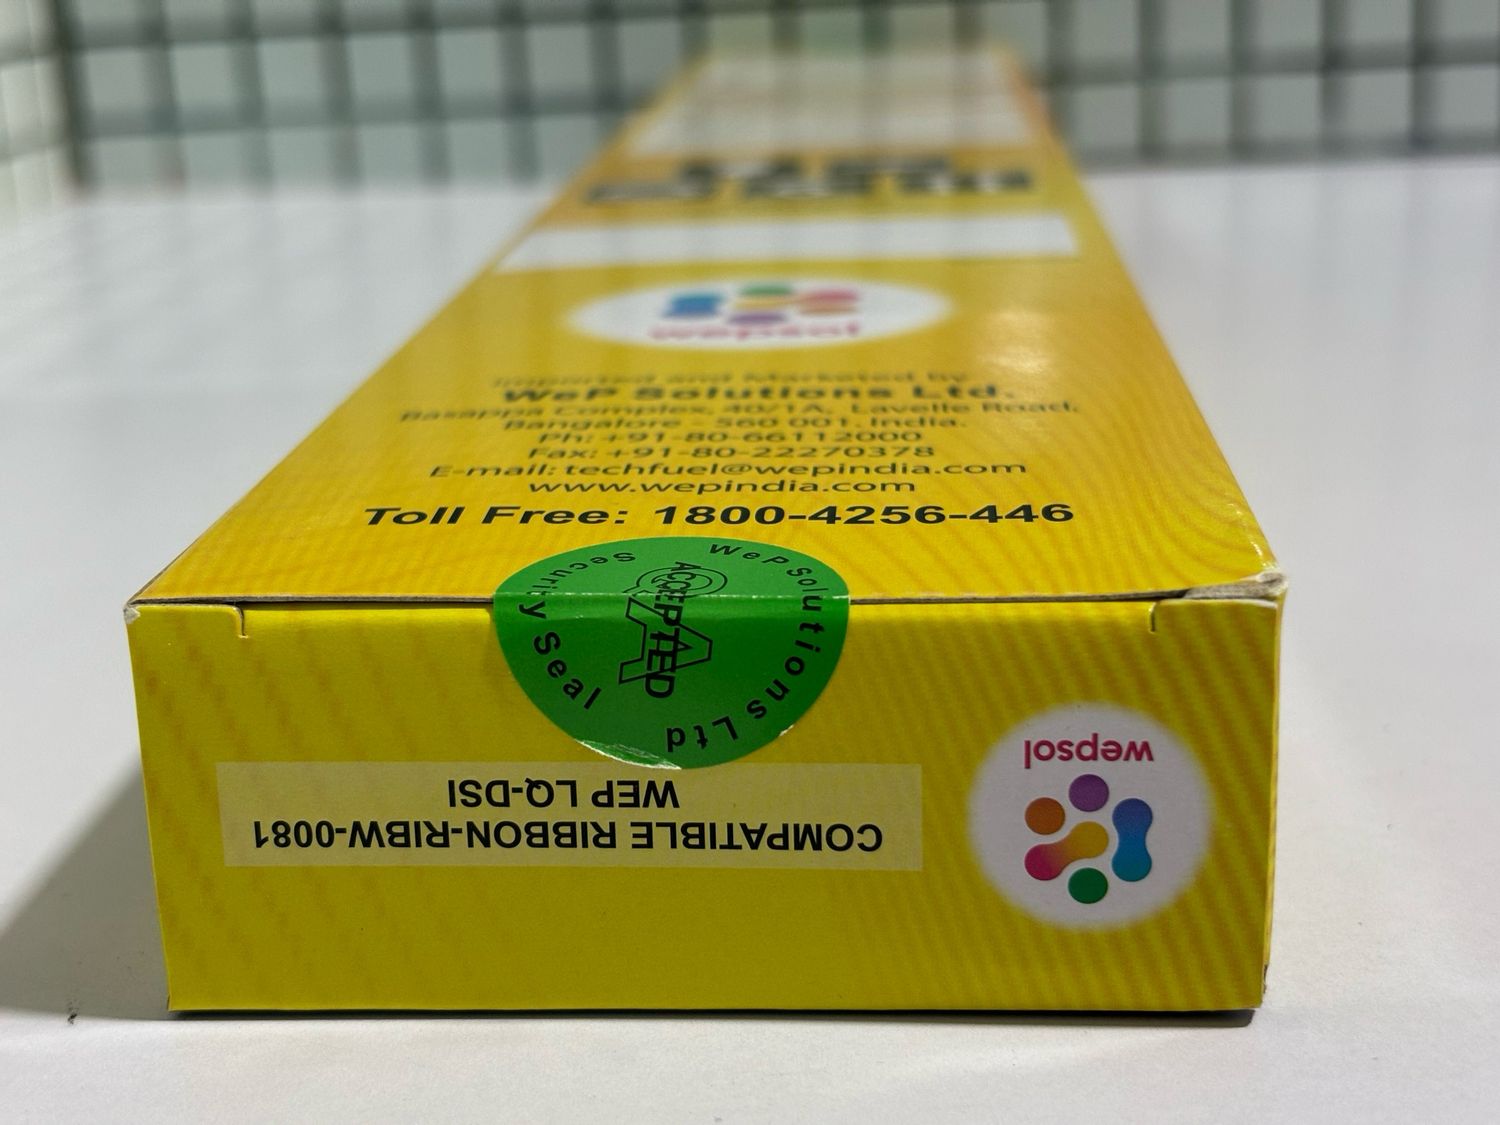 wepsol
Imported and Marketed by
WeP Solutions Ltd.
Basappa Complex, 40/1A, Lavelle Road,
Bangalore - 560 001. India.
Ph: +91-80-66112000
Fax: +91-80-22270378
E-mail: techfuel@wepindia.com
www.wepindia.com
Toll Free: 1800-4256-446
WeP Solutions Ltd
Security Seal
QA
ACCEPTED
COMPATIBLE RIBBON-RIBW-0081
WEP LQ-DSI
wepsol